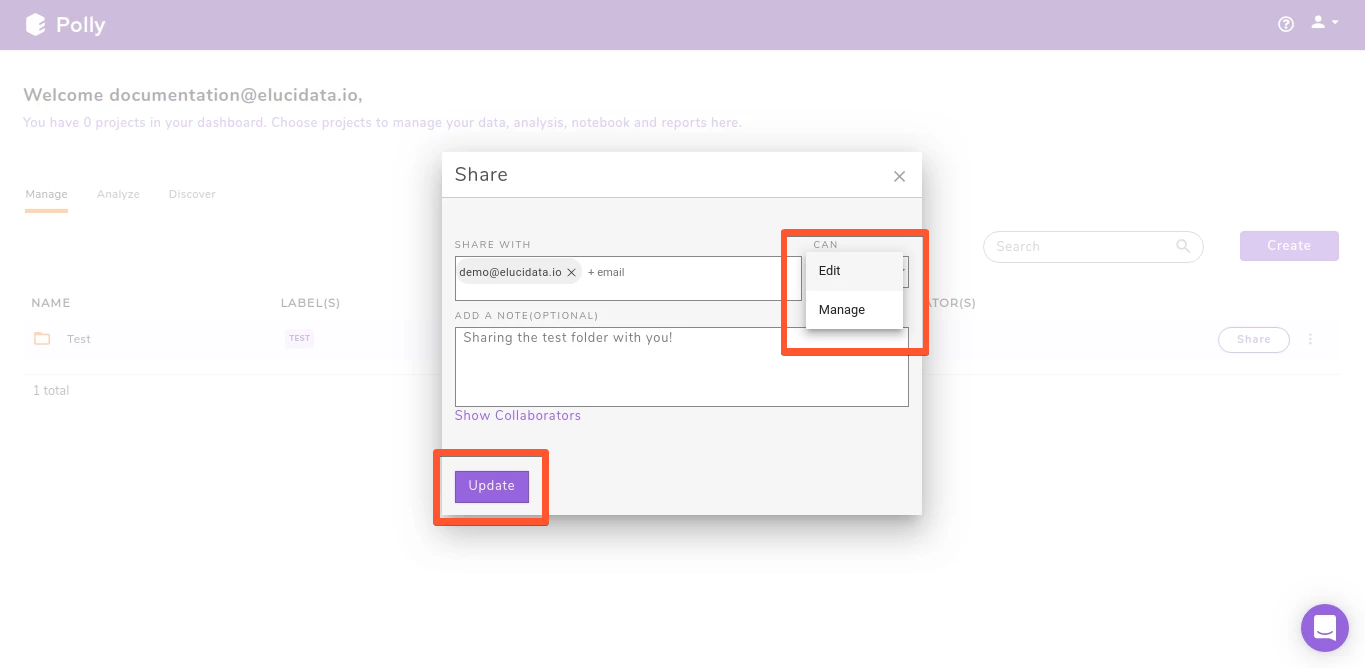 Polly
Welcome documentation@elucidata.io,
You have 0 projects in your dashboard. Choose projects to manage your data, analysis, notebook and reports here.
Manage Analyze Discover
Search
Create
NAME LABEL(S) ATOR(S)
Test TEST Share
1 total
Share
SHARE WITH CAN
demo@elucidata.io + email
Edit
Manage
ADD A NOTE(OPTIONAL)
Sharing the test folder with you!
Show Collaborators
Update